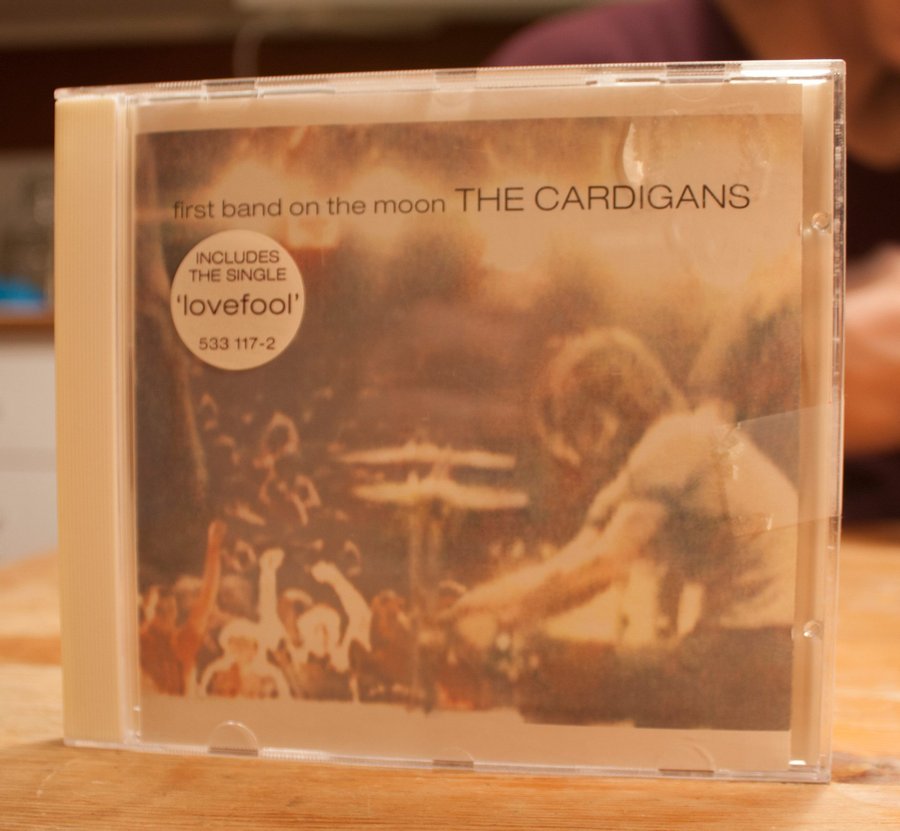 first band on the moon THE CARDIGANS
INCLUDES
THE SINGLE
'lovefool'
533 117-2